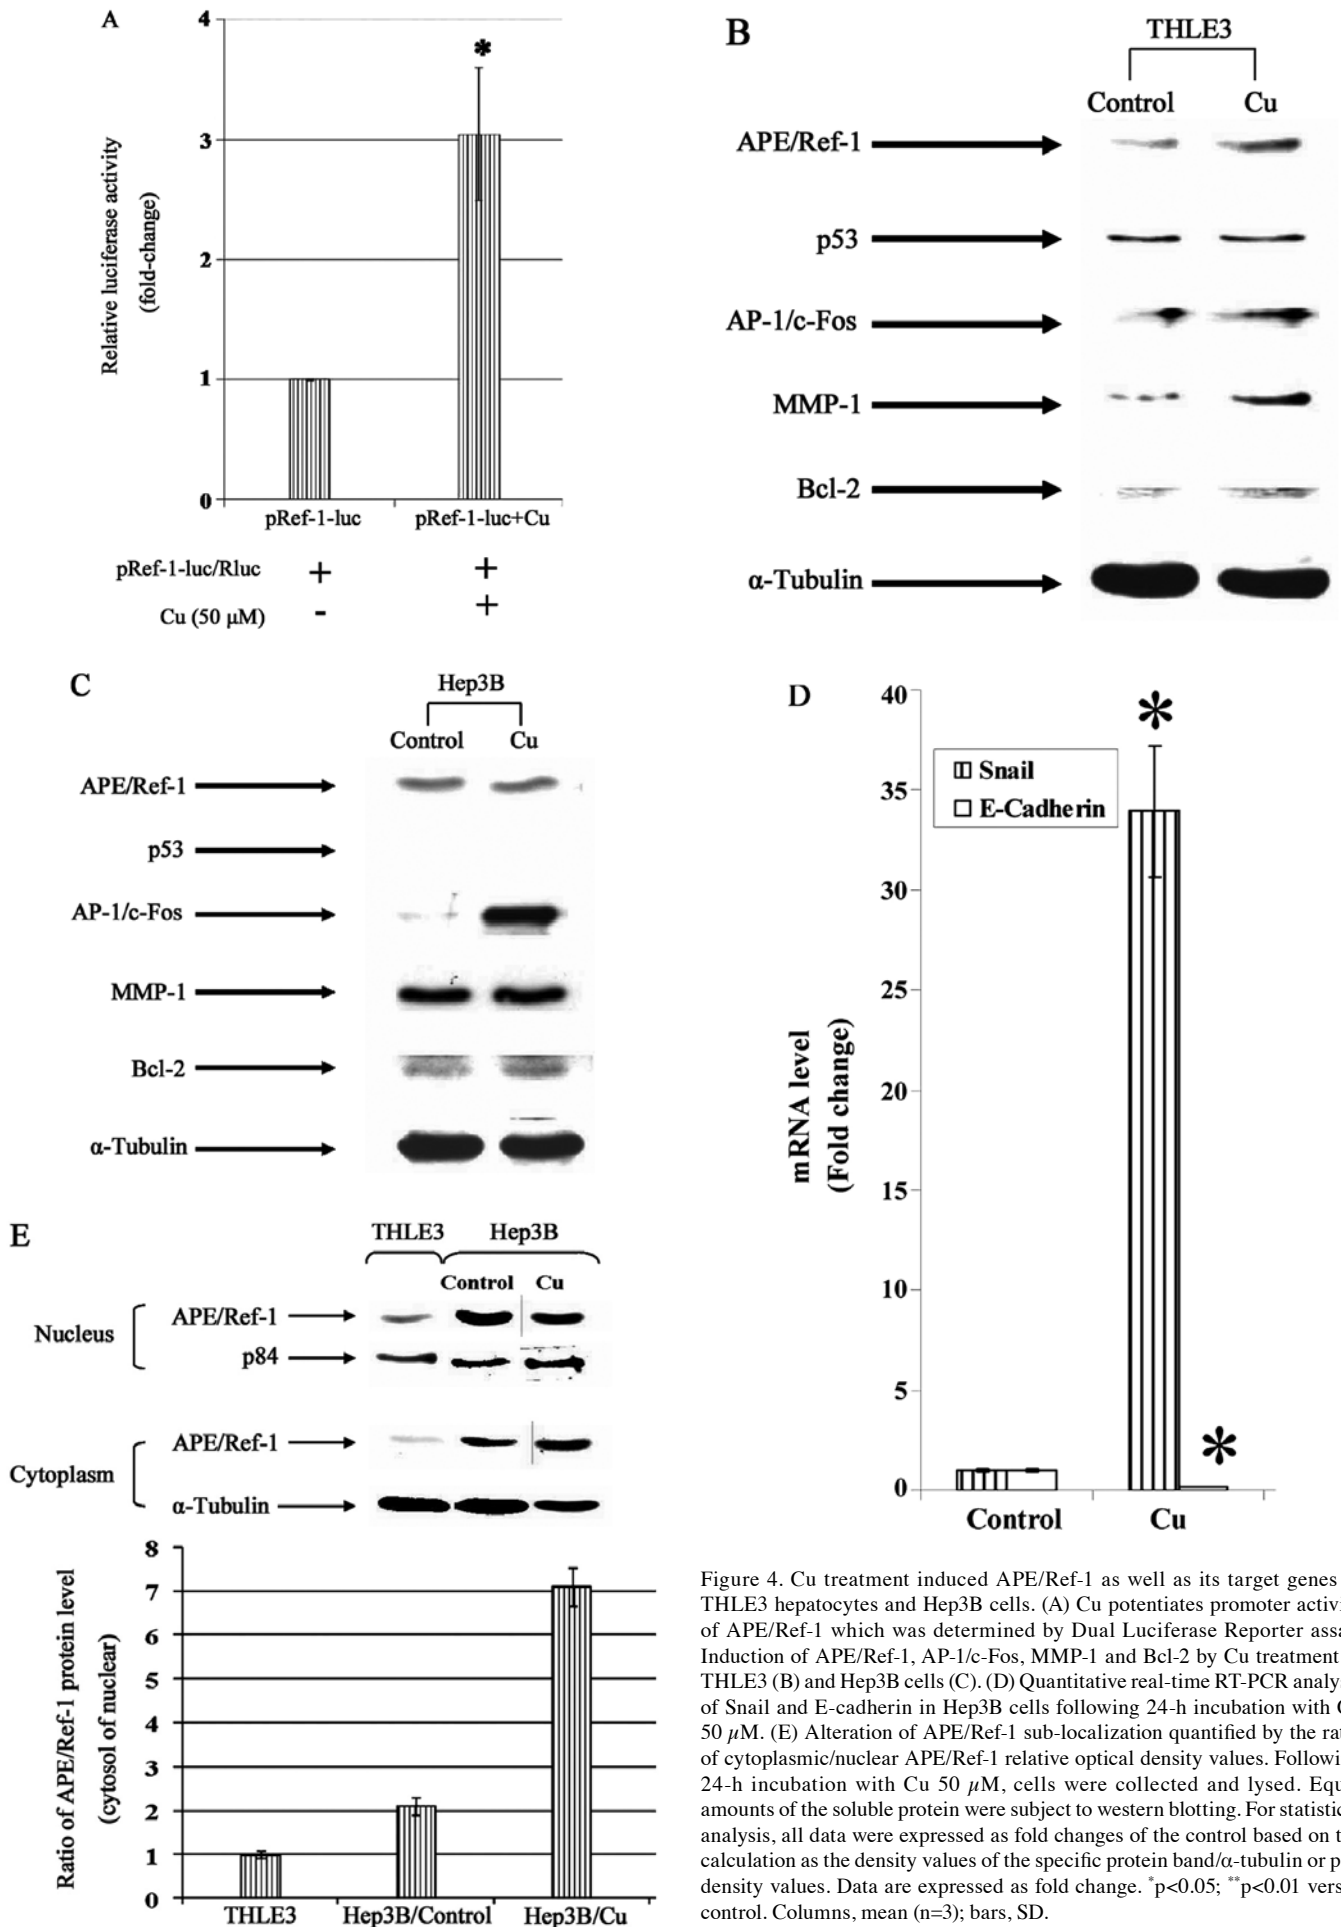 A
4
3
2
1
0
Relative luciferase activity
(fold-change)
*
pRef-1-luc pRef-1-luc+Cu
pRef-1-luc/Rluc + +
Cu (50 µM) - +
B
THLE3
Control Cu
APE/Ref-1
p53
AP-1/c-Fos
MMP-1
Bcl-2
α-Tubulin
C
Hep3B
Control Cu
APE/Ref-1
p53
AP-1/c-Fos
MMP-1
Bcl-2
α-Tubulin
D
40
35
30
25
20
15
10
5
0
mRNA level
(Fold change)
Snail
E-Cadherin
*
*
Control Cu
E
THLE3 Hep3B
Control Cu
Nucleus
APE/Ref-1
p84
Cytoplasm
APE/Ref-1
α-Tubulin
8
7
6
5
4
3
2
1
0
Ratio of APE/Ref-1 protein level
(cytosol of nuclear)
THLE3 Hep3B/Control Hep3B/Cu
Figure 4. Cu treatment induced APE/Ref-1 as well as its target genes
THLE3 hepatocytes and Hep3B cells. (A) Cu potentiates promoter activi
of APE/Ref-1 which was determined by Dual Luciferase Reporter assa
Induction of APE/Ref-1, AP-1/c-Fos, MMP-1 and Bcl-2 by Cu treatment
THLE3 (B) and Hep3B cells (C). (D) Quantitative real-time RT-PCR analys
of Snail and E-cadherin in Hep3B cells following 24-h incubation with C
50 µM. (E) Alteration of APE/Ref-1 sub-localization quantified by the rat
of cytoplasmic/nuclear APE/Ref-1 relative optical density values. Followi
24-h incubation with Cu 50 µM, cells were collected and lysed. Equ
amounts of the soluble protein were subject to western blotting. For statistic
analysis, all data were expressed as fold changes of the control based on t
calculation as the density values of the specific protein band/α-tubulin or p
density values. Data are expressed as fold change. *p<0.05; **p<0.01 vers
control. Columns, mean (n=3); bars, SD.